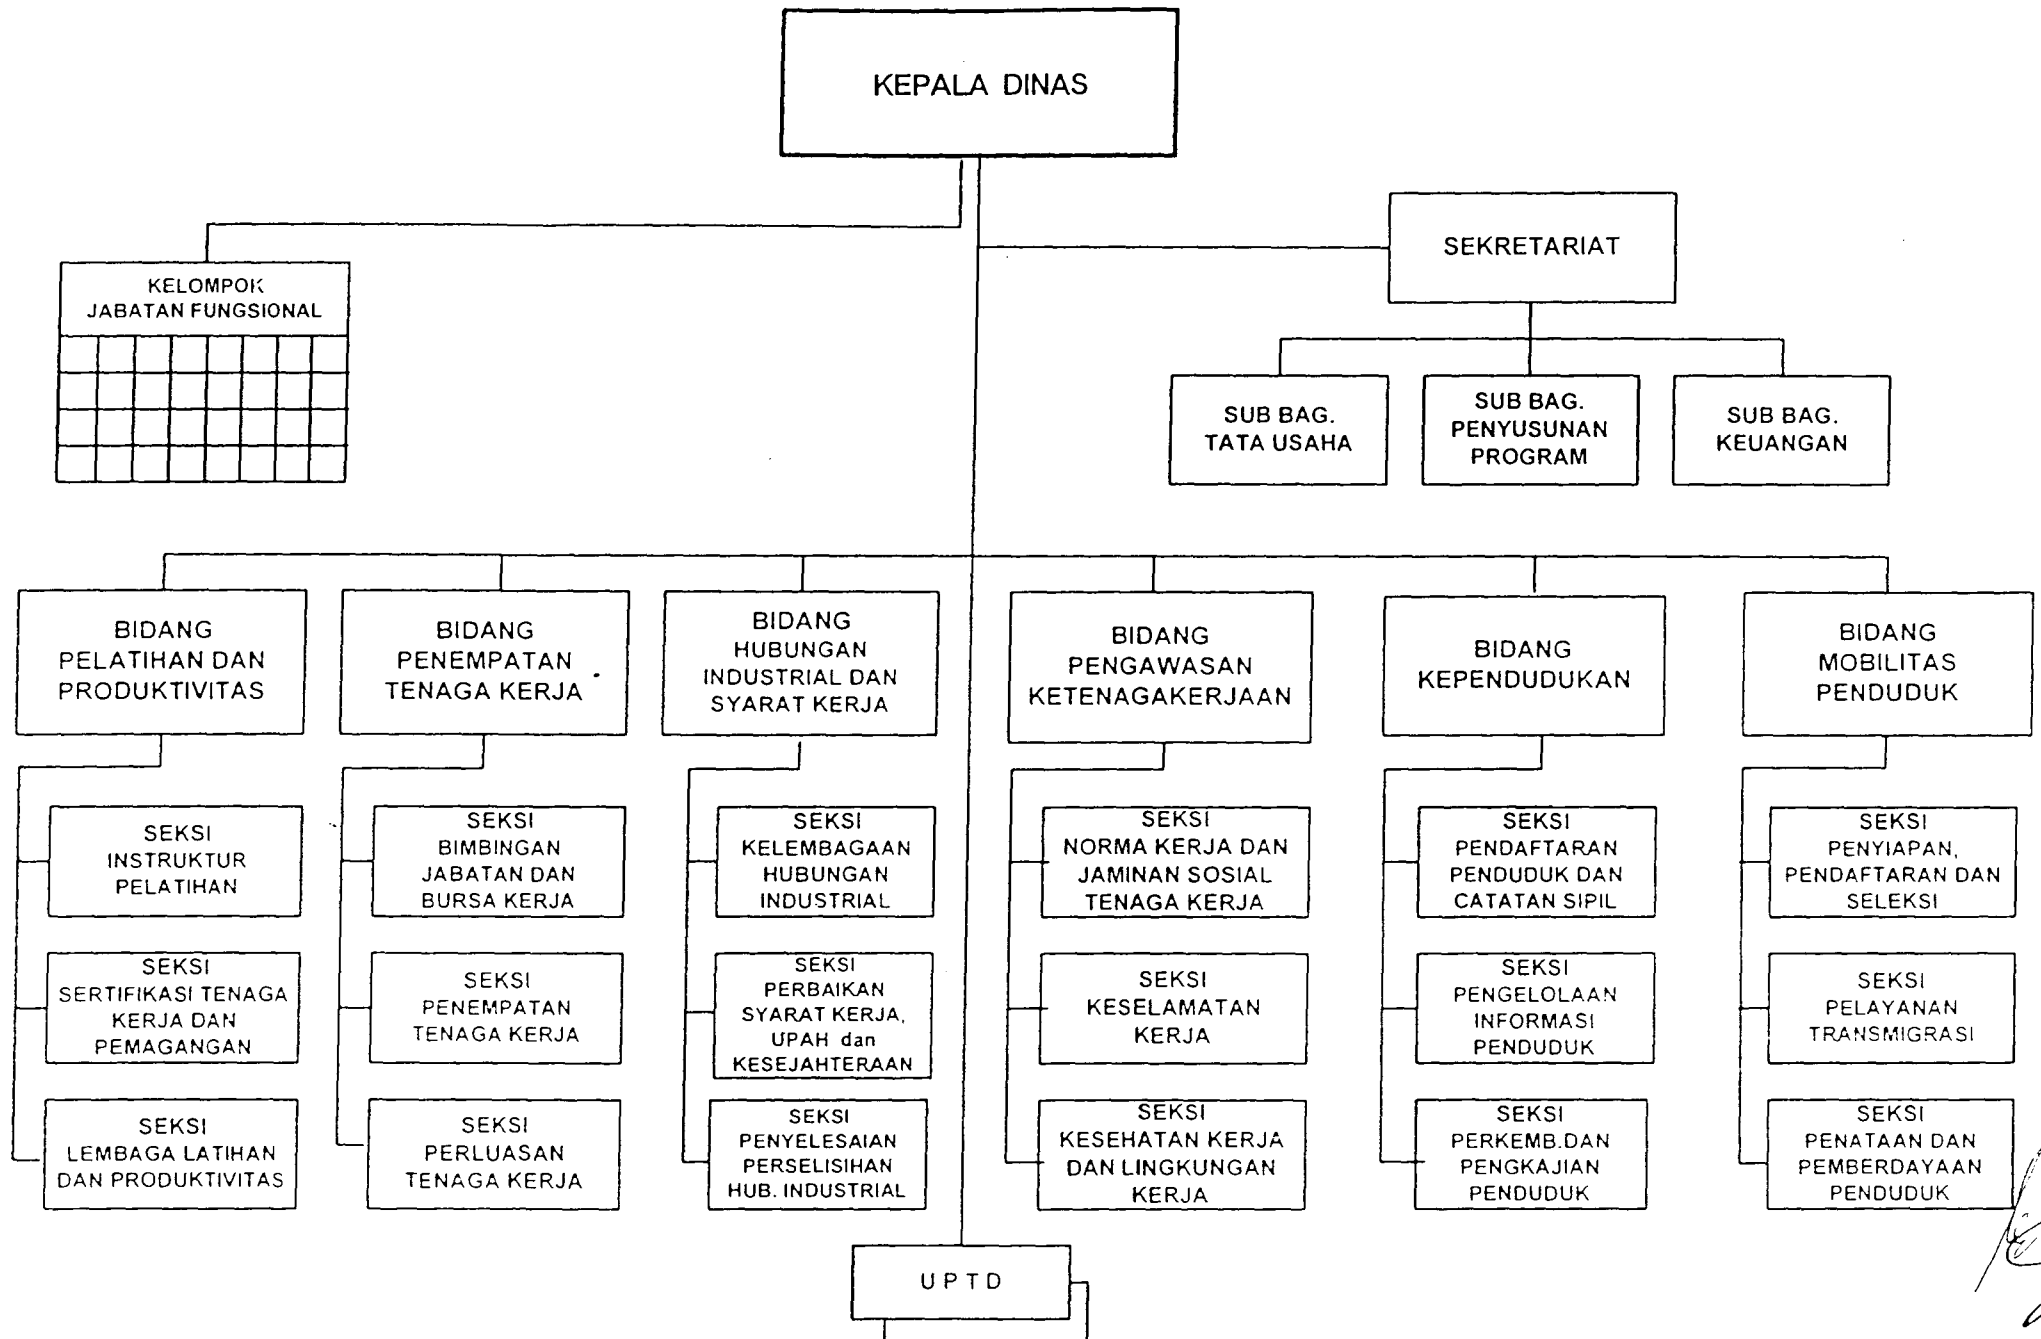 KEPALA DINAS
SEKRETARIAT
KELOMPOK
JABATAN FUNGSIONAL
SUB BAG.
TATA USAHA
SUB BAG.
PENYUSUNAN
PROGRAM
SUB BAG.
KEUANGAN
BIDANG
PELATIHAN DAN
PRODUKTIVITAS
BIDANG
PENEMPATAN
TENAGA KERJA
BIDANG
HUBUNGAN
INDUSTRIAL DAN
SYARAT KERJA
BIDANG
PENGAWASAN
KETENAGAKERJAAN
BIDANG
KEPENDUDUKAN
BIDANG
MOBILITAS
PENDUDUK
SEKSI
INSTRUKTUR
PELATIHAN
SEKSI
BIMBINGAN
JABATAN DAN
BURSA KERJA
SEKSI
KELEMBAGAAN
HUBUNGAN
INDUSTRIAL
SEKSI
NORMA KERJA DAN
JAMINAN SOSIAL
TENAGA KERJA
SEKSI
PENDAFTARAN
PENDUDUK DAN
CATATAN SIPIL
SEKSI
PENYIAPAN,
PENDAFTARAN DAN
SELEKSI
SEKSI
SERTIFIKASI TENAGA
KERJA DAN
PEMAGANGAN
SEKSI
PENEMPATAN
TENAGA KERJA
SEKSI
PERBAIKAN
SYARAT KERJA,
UPAH dan
KESEJAHTERAAN
SEKSI
KESELAMATAN
KERJA
SEKSI
PENGELOLAAN
INFORMASI
PENDUDUK
SEKSI
PELAYANAN
TRANSMIGRASI
SEKSI
LEMBAGA LATIHAN
DAN PRODUKTIVITAS
SEKSI
PERLUASAN
TENAGA KERJA
SEKSI
PENYELESAIAN
PERSELISIHAN
HUB. INDUSTRIAL
SEKSI
KESEHATAN KERJA
DAN LINGKUNGAN
KERJA
SEKSI
PERKEMB.DAN
PENGKAJIAN
PENDUDUK
SEKSI
PENATAAN DAN
PEMBERDAYAAN
PENDUDUK
U P T D